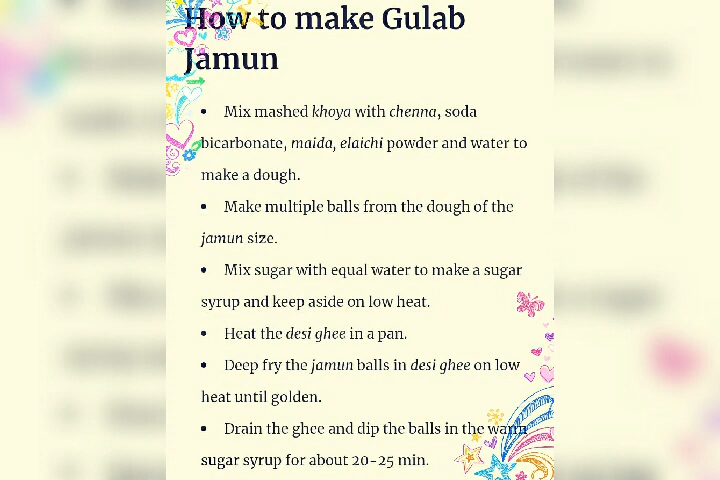 How to make Gulab
Jamun
• Mix mashed khoya with chenna, soda
bicarbonate, maida, elaichi powder and water to
make a dough.
• Make multiple balls from the dough of the
jamun size.
• Mix sugar with equal water to make a sugar
syrup and keep aside on low heat.
• Heat the desi ghee in a pan.
• Deep fry the jamun balls in desi ghee on low
heat until golden.
• Drain the ghee and dip the balls in the warm
sugar syrup for about 20-25 min.